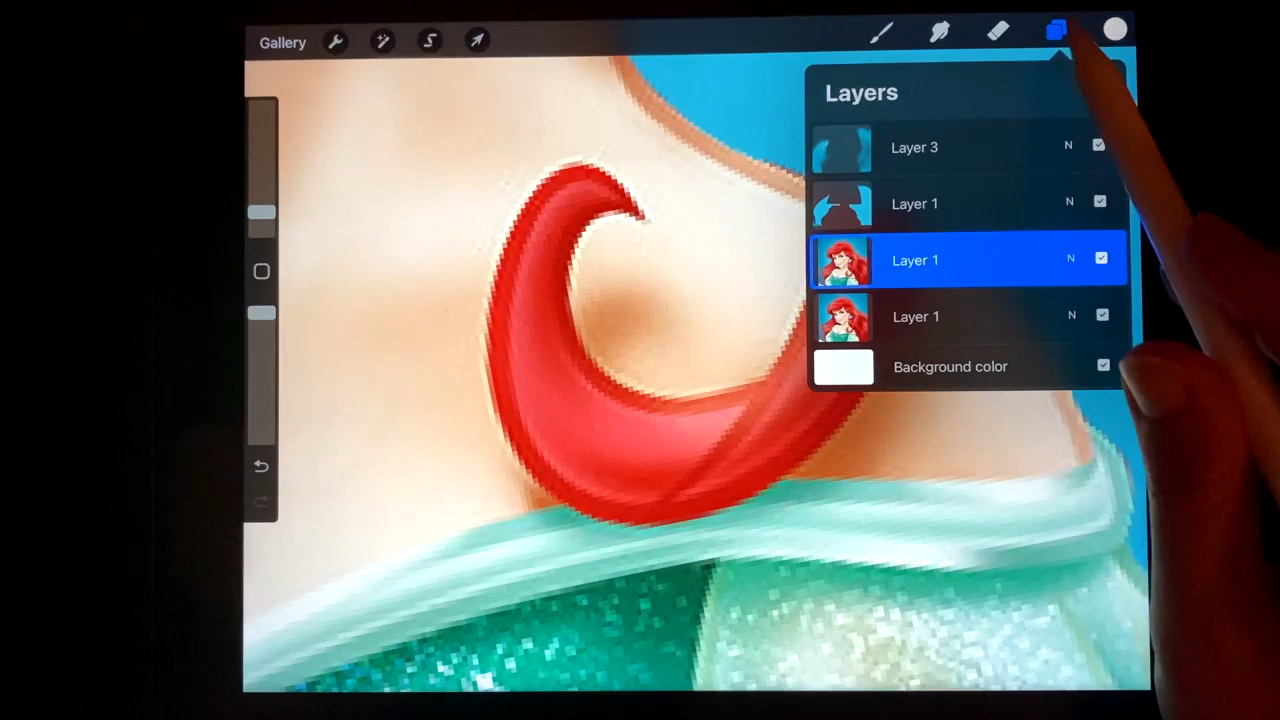 Gallery
Layers
Layer 3 N
Layer 1 N
Layer 1 N
Layer 1 N
Background color